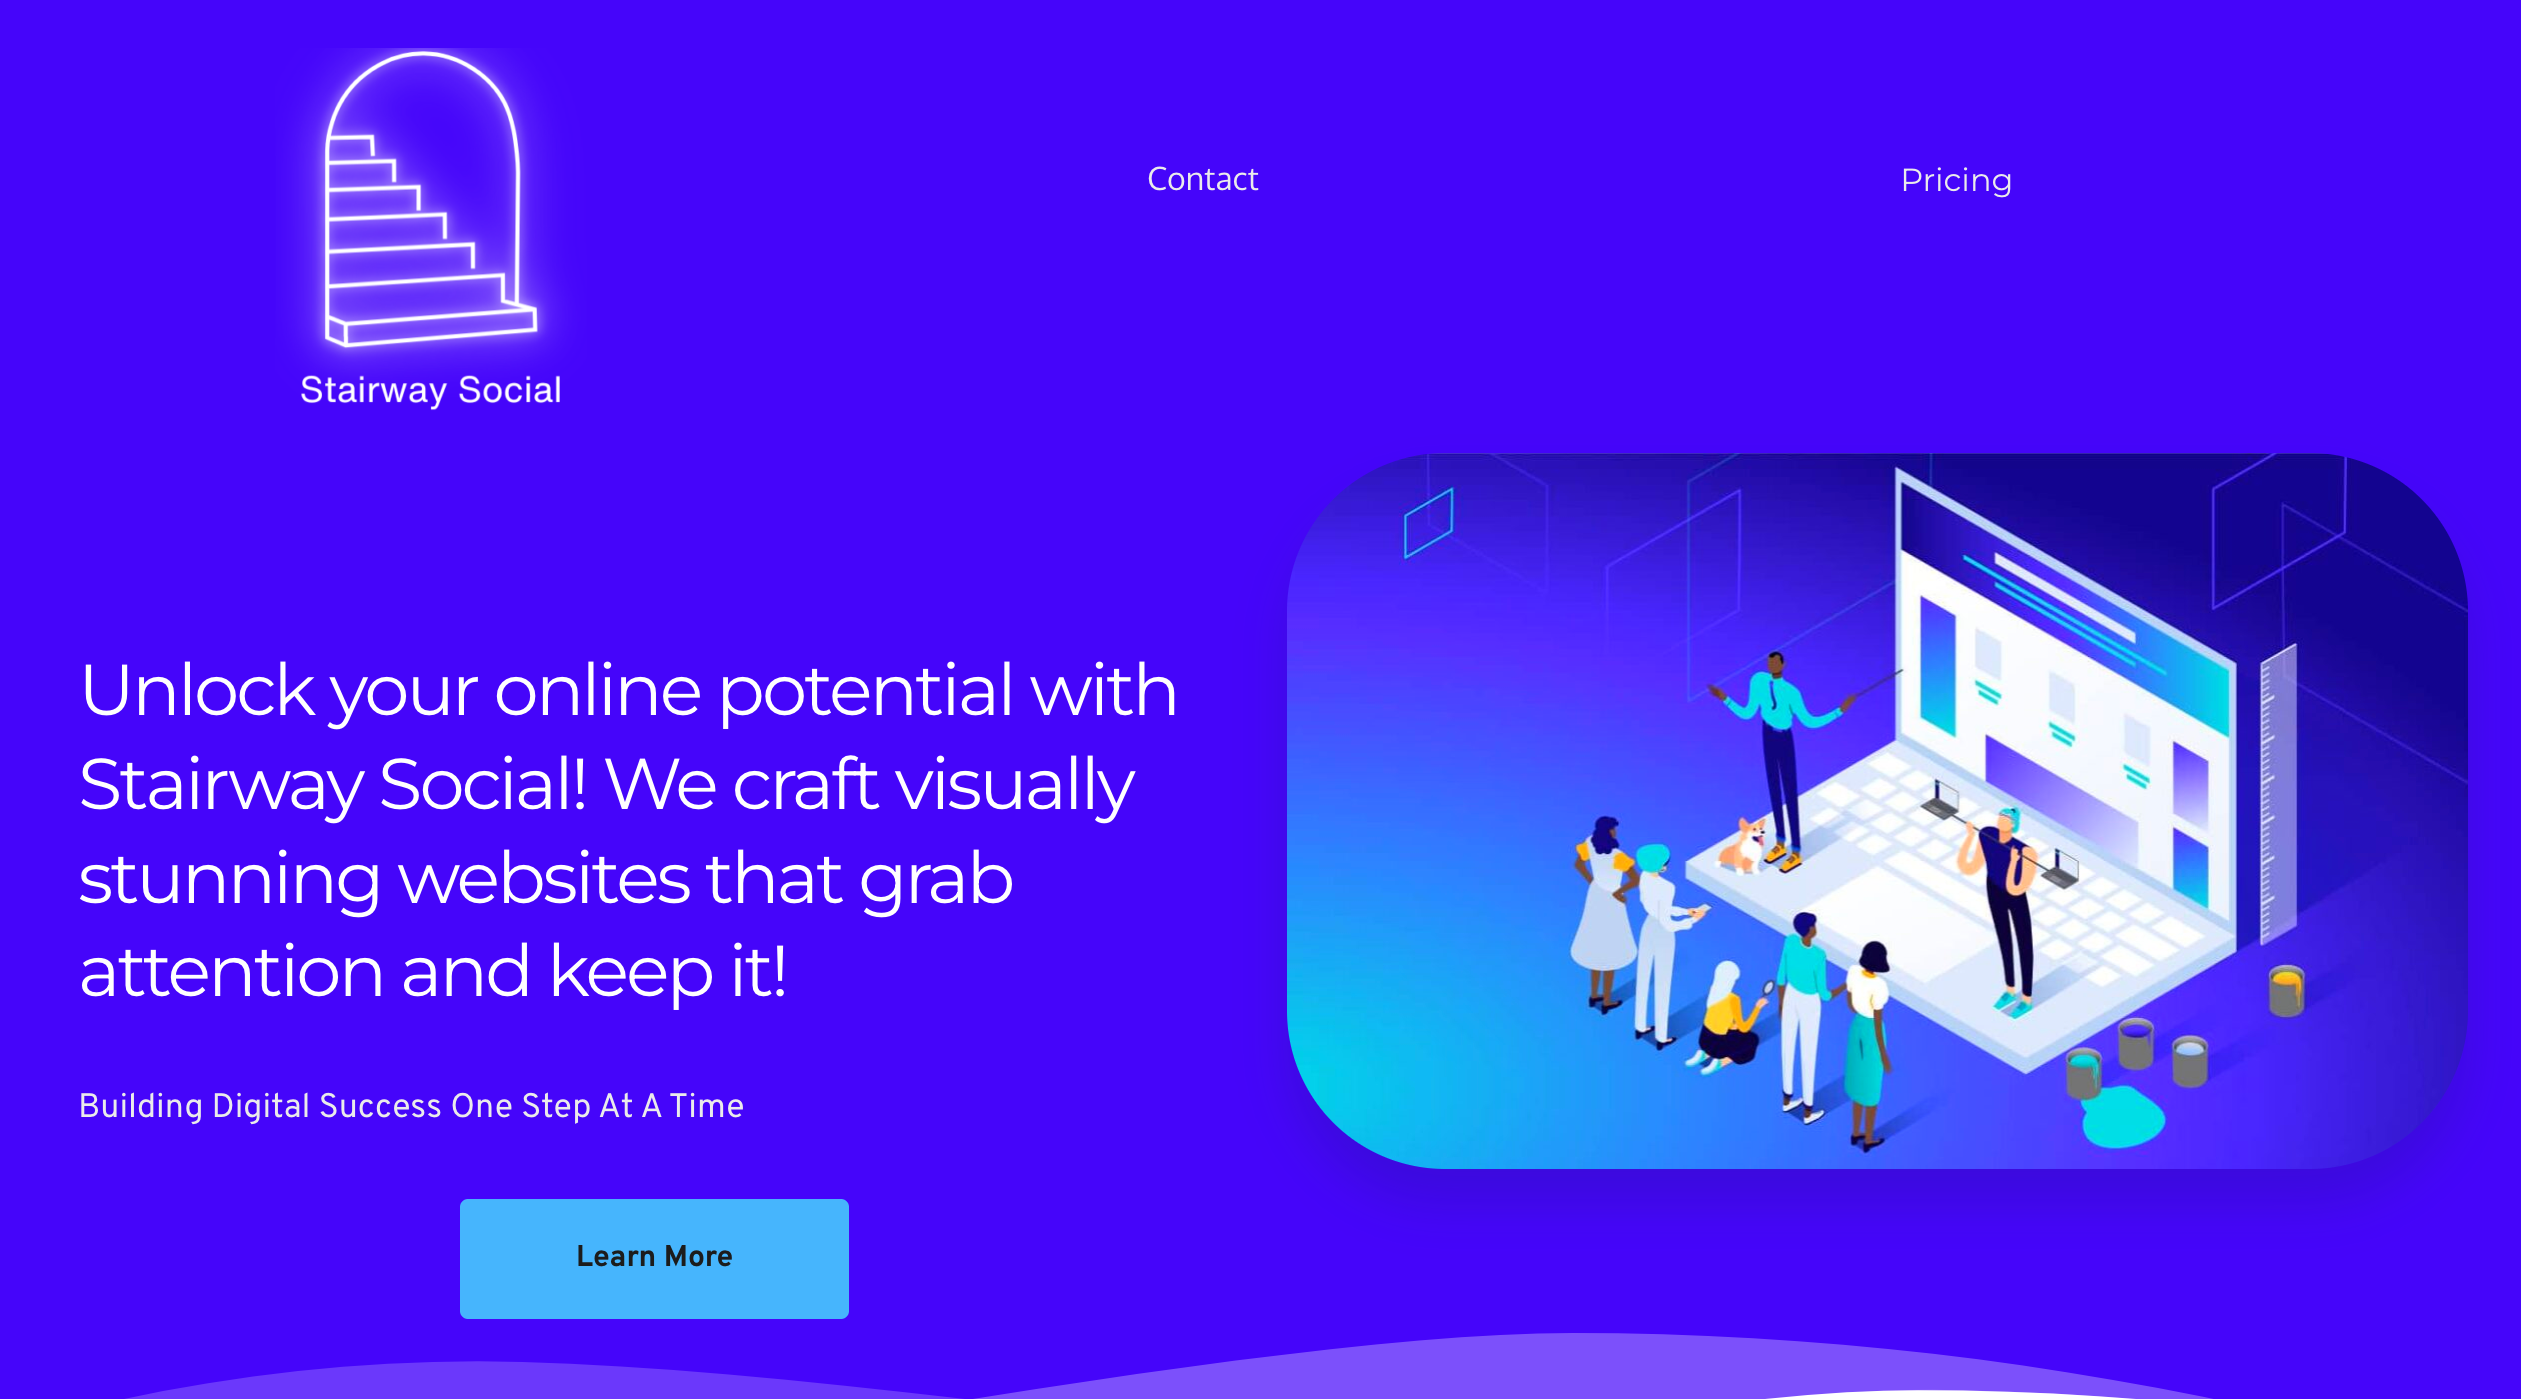 Stairway Social
Contact
Pricing
Unlock your online potential with
Stairway Social! We craft visually
stunning websites that grab
attention and keep it!
Building Digital Success One Step At A Time
Learn More